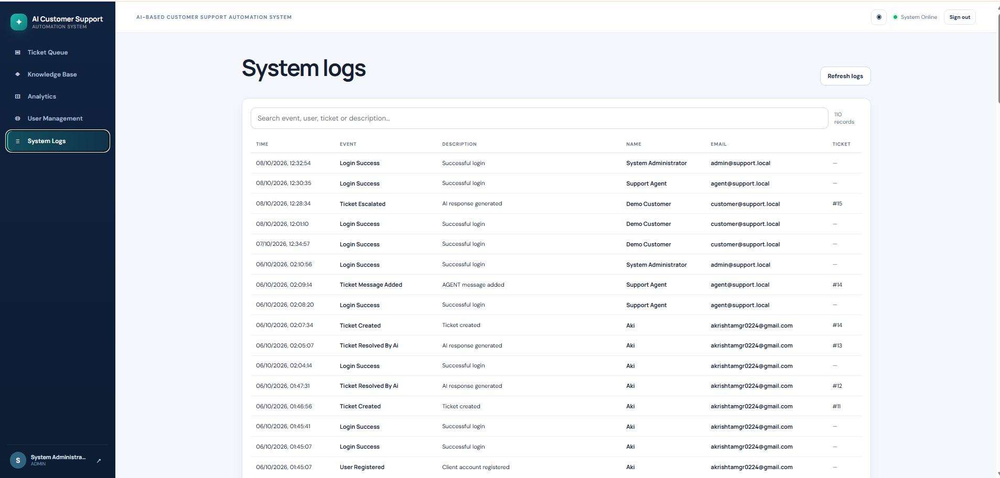 AI Customer Support
AUTOMATION SYSTEM
Ticket Queue
Knowledge Base
Analytics
User Management
System Logs
System Administra...
S
ADMIN
AI-BASED CUSTOMER SUPPORT AUTOMATION SYSTEM
System Online
Sign out
System logs
Refresh logs
Search event, user, ticket or description...
110
records
TIME EVENT DESCRIPTION NAME EMAIL TICKET
08/10/2026, 12:32:54 Login Success Successful login System Administrator admin@support.local —
08/10/2026, 12:30:35 Login Success Successful login Support Agent agent@support.local —
08/10/2026, 12:28:34 Ticket Escalated AI response generated Demo Customer customer@support.local #15
08/10/2026, 12:01:10 Login Success Successful login Demo Customer customer@support.local —
07/10/2026, 12:34:57 Login Success Successful login Demo Customer customer@support.local —
06/10/2026, 02:10:56 Login Success Successful login System Administrator admin@support.local —
06/10/2026, 02:09:14 Ticket Message Added AGENT message added Support Agent agent@support.local #14
06/10/2026, 02:08:20 Login Success Successful login Support Agent agent@support.local —
06/10/2026, 02:07:34 Ticket Created Ticket created Aki akrishtamgr0224@gmail.com #14
06/10/2026, 02:05:07 Ticket Resolved By Ai AI response generated Aki akrishtamgr0224@gmail.com #13
06/10/2026, 02:04:14 Login Success Successful login Aki akrishtamgr0224@gmail.com —
06/10/2026, 01:47:31 Ticket Resolved By Ai AI response generated Aki akrishtamgr0224@gmail.com #12
06/10/2026, 01:46:56 Ticket Created Ticket created Aki akrishtamgr0224@gmail.com #11
06/10/2026, 01:45:41 Login Success Successful login Aki akrishtamgr0224@gmail.com —
06/10/2026, 01:45:07 Login Success Successful login Aki akrishtamgr0224@gmail.com —
06/10/2026, 01:45:07 User Registered Client account registered Aki akrishtamgr0224@gmail.com —